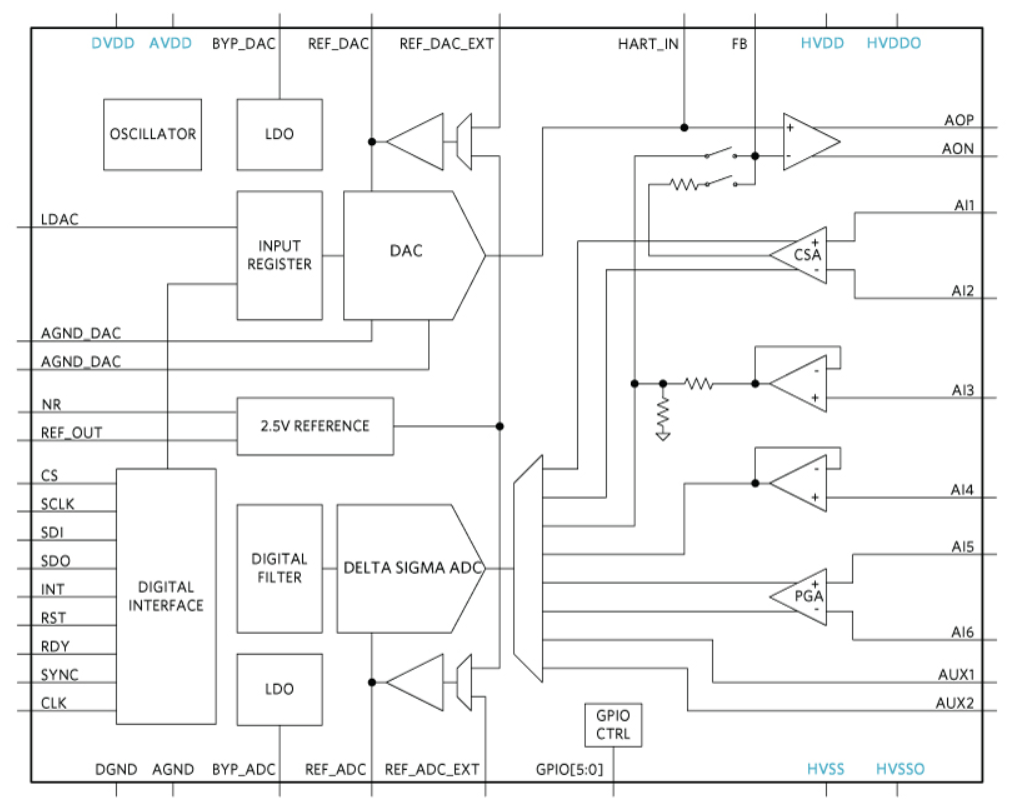 DVDD AVDD BYP_DAC REF_DAC REF_DAC_EXT HART_IN FB HVDD HVDDO
OSCILLATOR
LDO
+
-
AOP
AON
LDAC
INPUT
REGISTER
DAC
AI1
+
CSA
-
AI2
AGND_DAC
AGND_DAC
-
+
AI3
NR
REF_OUT
2.5V REFERENCE
-
+
AI4
CS
SCLK
SDI
SDO
INT
RST
RDY
SYNC
CLK
DIGITAL
INTERFACE
DIGITAL
FILTER
DELTA SIGMA ADC
AI5
+
PGA
-
AI6
LDO
AUX1
AUX2
GPIO
CTRL
DGND AGND BYP_ADC REF_ADC REF_ADC_EXT GPIO[5:0] HVSS HVSSO